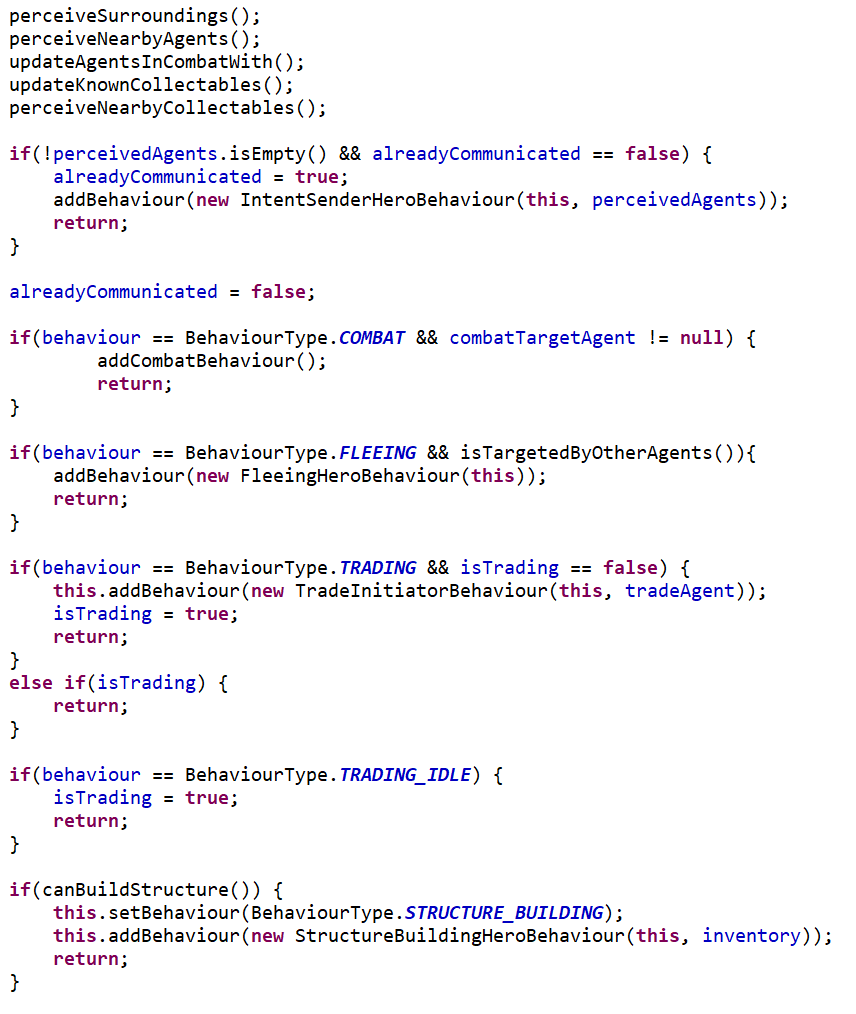 perceiveSurroundings();
perceiveNearbyAgents();
updateAgentsInCombatWith();
updateKnownCollectables();
perceiveNearbyCollectables();

if(!perceivedAgents.isEmpty() && alreadyCommunicated == false) {
    alreadyCommunicated = true;
    addBehaviour(new IntentSenderHeroBehaviour(this, perceivedAgents));
    return;
}

alreadyCommunicated = false;

if(behaviour == BehaviourType.COMBAT && combatTargetAgent != null) {
        addCombatBehaviour();
        return;
}

if(behaviour == BehaviourType.FLEEING && isTargetedByOtherAgents()){
    addBehaviour(new FleeingHeroBehaviour(this));
    return;
}

if(behaviour == BehaviourType.TRADING && isTrading == false) {
    this.addBehaviour(new TradeInitiatorBehaviour(this, tradeAgent));
    isTrading = true;
    return;
}
else if(isTrading) {
    return;
}

if(behaviour == BehaviourType.TRADING_IDLE) {
    isTrading = true;
    return;
}

if(canBuildStructure()) {
    this.setBehaviour(BehaviourType.STRUCTURE_BUILDING);
    this.addBehaviour(new StructureBuildingHeroBehaviour(this, inventory));
    return;
}